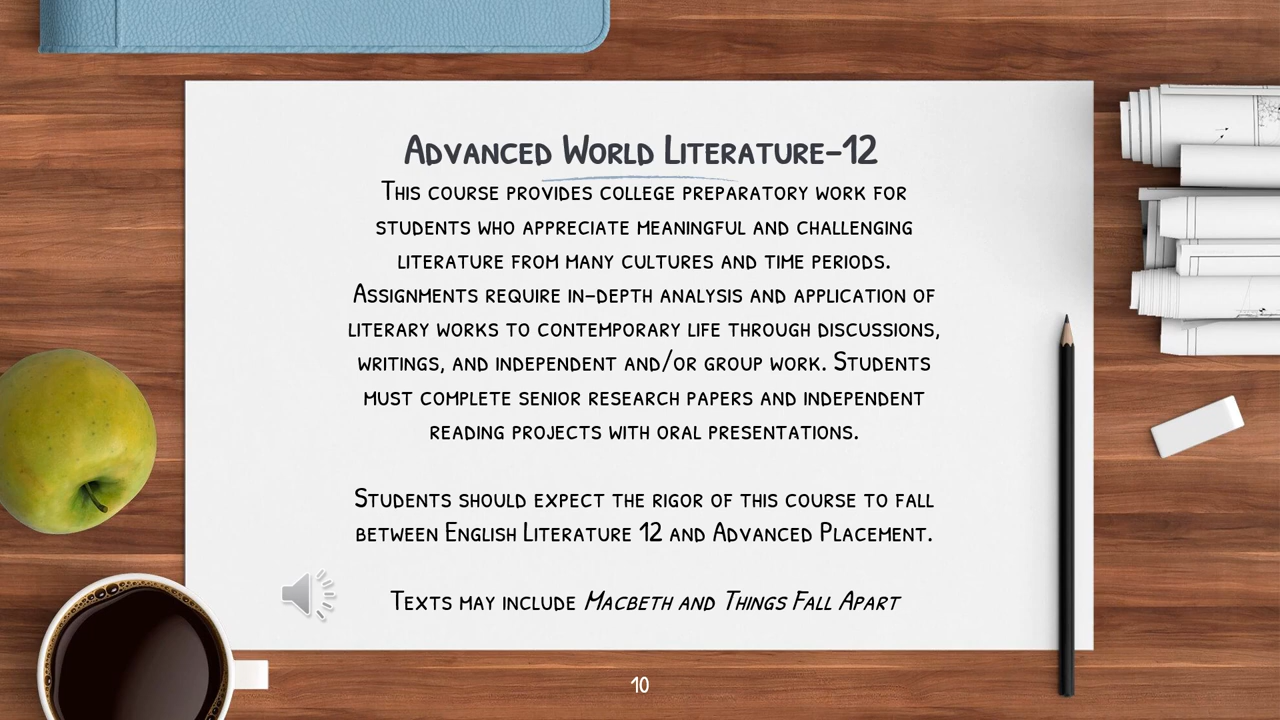 Advanced World Literature-12
This course provides college preparatory work for
students who appreciate meaningful and challenging
literature from many cultures and time periods.
Assignments require in-depth analysis and application of
literary works to contemporary life through discussions,
writings, and independent and/or group work. Students
must complete senior research papers and independent
reading projects with oral presentations.
Students should expect the rigor of this course to fall
between English Literature 12 and Advanced Placement.
Texts may include Macbeth and Things Fall Apart
10